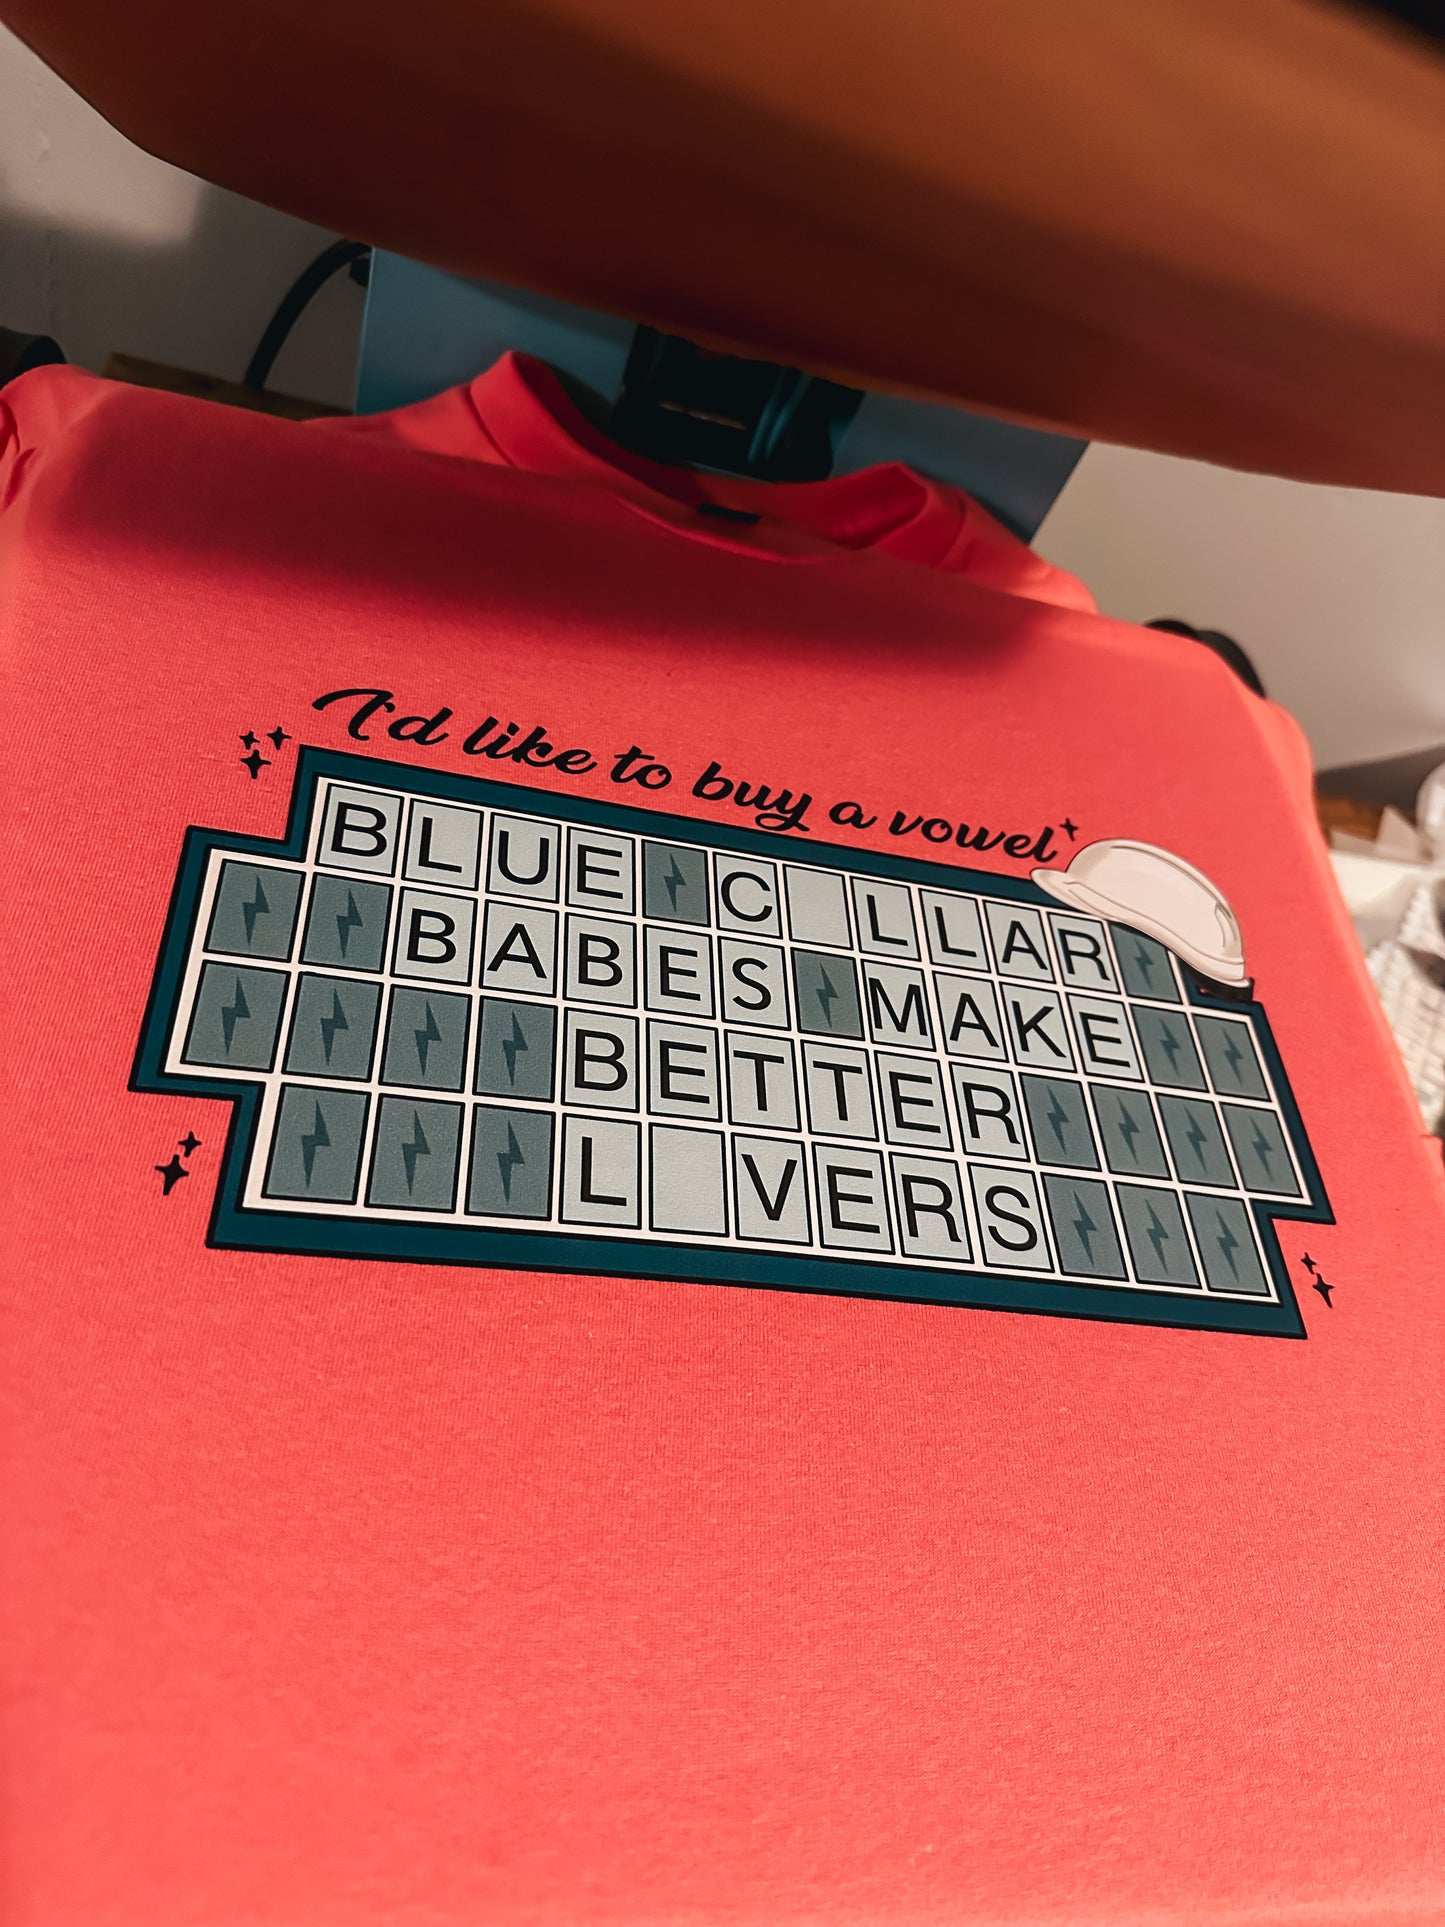 I'd like to buy a vowel
BLUE C LLAR
BABES MAKE
BETTER
L VERS